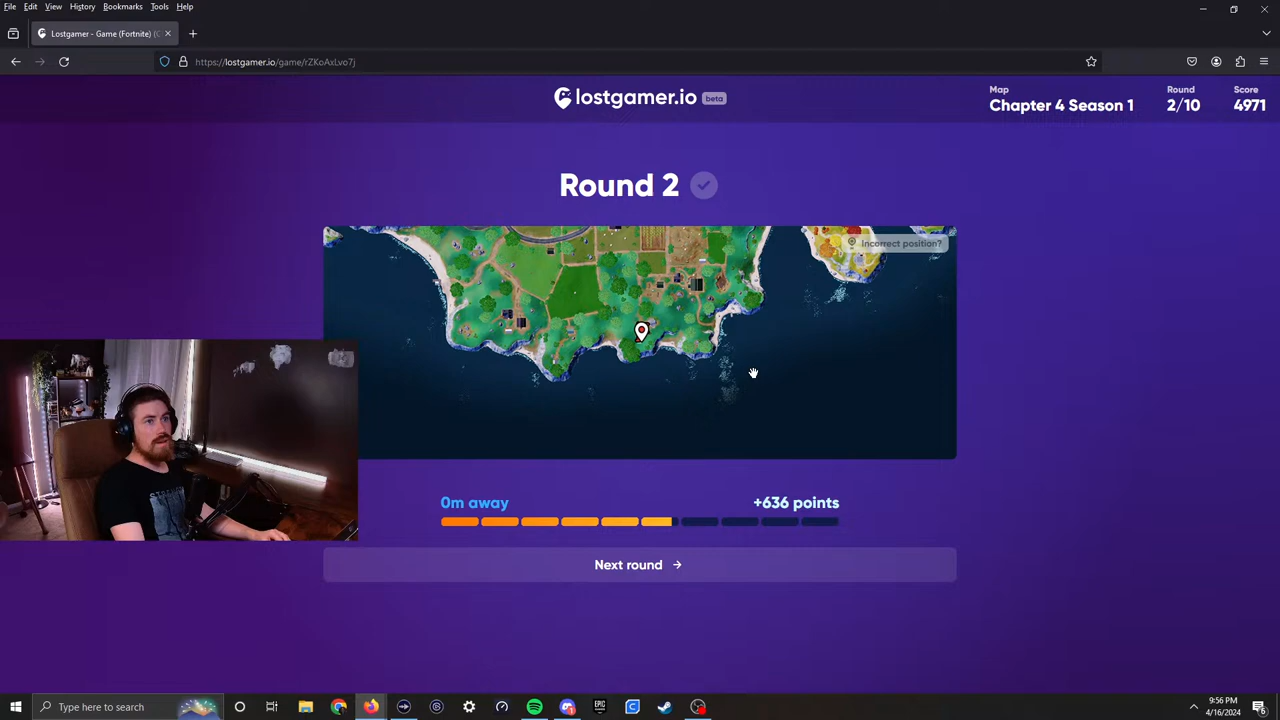 File Edit View History Bookmarks Tools Help
Lostgamer - Game (Fortnite) (C
https://lostgamer.io/game/rZKoAxLvo7j
lostgamer.io beta
Map
Chapter 4 Season 1
Round
2/10
Score
4971
Round 2
Incorrect position?
0m away
+636 points
Next round →
Type here to search
9:56 PM
4/16/2024